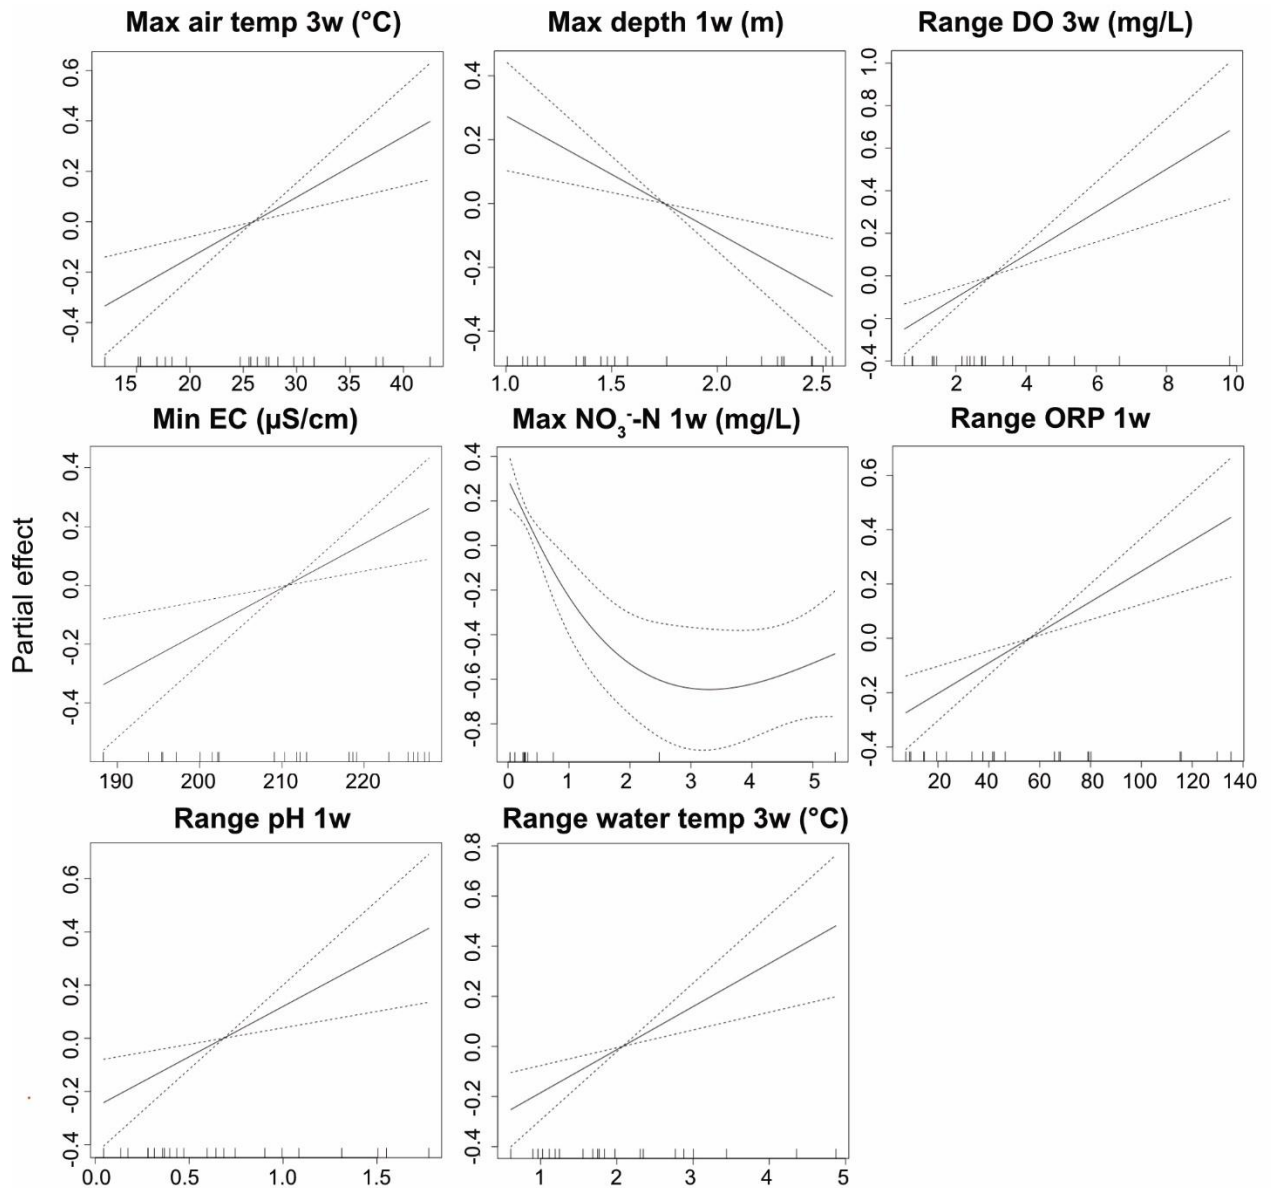 Max air temp 3w (°C)
Max depth 1w (m)
Range DO 3w (mg/L)
0.6
0.4
0.2
0.0
-0.2
-0.4
15 20 25 30 35 40
0.4
0.2
0.0
-0.2
-0.4
1.0 1.5 2.0 2.5
1.0
0.8
0.6
0.4
0.2
0.0
-0.
-0.4
2 4 6 8 10
Min EC (µS/cm)
Max NO3--N 1w (mg/L)
Range ORP 1w
Partial effect
0.4
0.2
0.0
-0.2
-0.4
190 200 210 220
0.4
0.2
0.0
-0.2
-0.4
-0.6
-0.8
0 1 2 3 4 5
0.6
0.4
0.2
0.0
-0.2
-0.4
20 40 60 80 100 120 140
Range pH 1w
Range water temp 3w (°C)
0.6
0.4
0.2
0.0
-0.2
-0.4
0.0 0.5 1.0 1.5
0.8
0.6
0.4
0.2
0.0
-0.2
-0.4
1 2 3 4 5